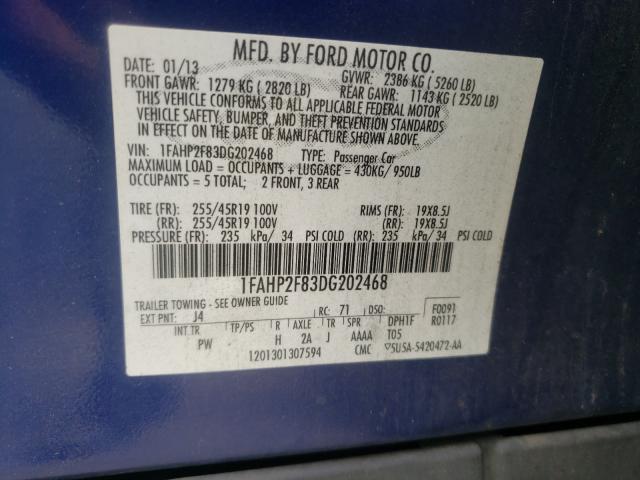 MFD. BY FORD MOTOR CO.
DATE: 01/13 GVWR: 2386 KG ( 5260 LB)
FRONT GAWR: 1279 KG ( 2820 LB) REAR GAWR: 1143 KG ( 2520 LB)
THIS VEHICLE CONFORMS TO ALL APPLICABLE FEDERAL MOTOR
VEHICLE SAFETY, BUMPER, AND THEFT PREVENTION STANDARDS
IN EFFECT ON THE DATE OF MANUFACTURE SHOWN ABOVE.
VIN: 1FAHP2F83DG202468 TYPE: Passenger Car
MAXIMUM LOAD = OCCUPANTS + LUGGAGE = 430KG/ 950LB
OCCUPANTS = 5 TOTAL; 2 FRONT, 3 REAR
TIRE (FR): 255/45R19 100V RIMS (FR): 19X8.5J
(RR): 255/45R19 100V (RR): 19X8.5J
PRESSURE (FR): 235 kPa/ 34 PSI COLD (RR): 235 kPa/ 34 PSI COLD
1FAHP2F83DG202468
TRAILER TOWING - SEE OWNER GUIDE
EXT PNT: J4 RC: 71 DSO: F0091
INT TR TP/PS R AXLE TR SPR DPH1F R0117
PW H 2A J AAAA T05
1201301307594 CMC ▽5U5A-5420472-AA